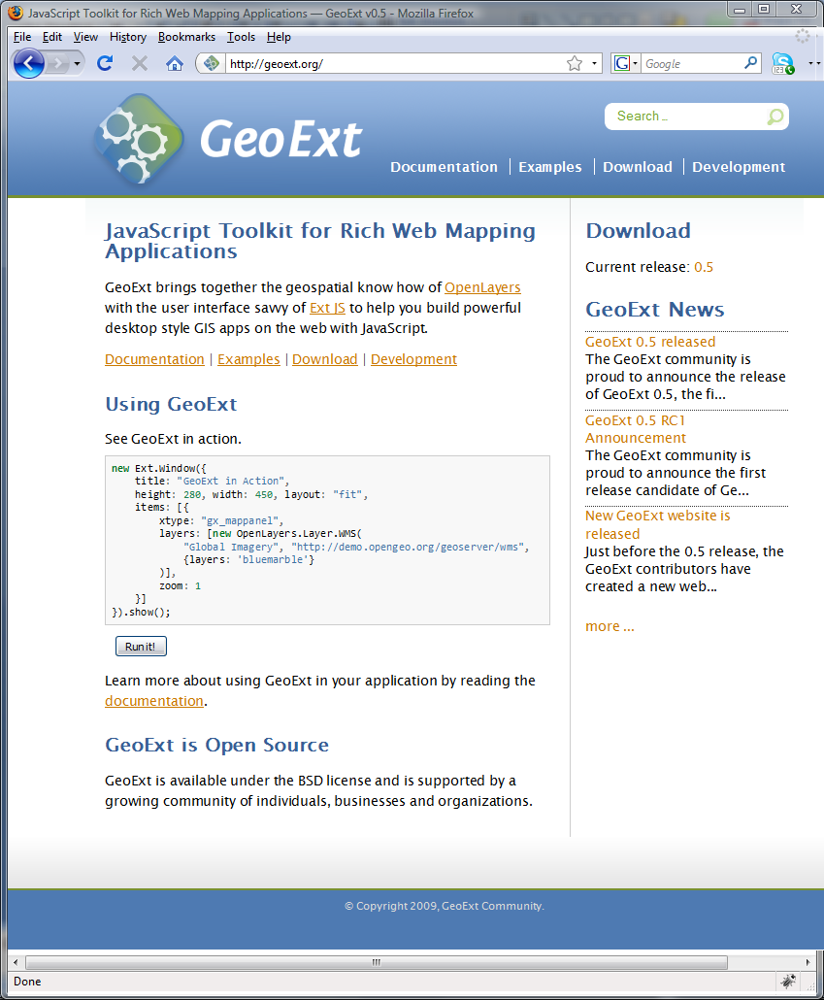 JavaScript Toolkit for Rich Web Mapping Applications — GeoExt v0.5 - Mozilla Firefox
File Edit View History Bookmarks Tools Help
http://geoext.org/
G
Google
123
GeoExt
Search ...
Documentation | Examples | Download | Development
JavaScript Toolkit for Rich Web Mapping
Applications
GeoExt brings together the geospatial know how of OpenLayers
with the user interface savvy of Ext JS to help you build powerful
desktop style GIS apps on the web with JavaScript.
Documentation | Examples | Download | Development
Using GeoExt
See GeoExt in action.
new Ext.Window({
    title: "GeoExt in Action",
    height: 280, width: 450, layout: "fit",
    items: [{
        xtype: "gx_mappanel",
        layers: [new OpenLayers.Layer.WMS(
            "Global Imagery", "http://demo.opengeo.org/geoserver/wms",
            {layers: 'bluemarble'}
        )],
        zoom: 1
    }]
}).show();
Run it!
Learn more about using GeoExt in your application by reading the
documentation.
GeoExt is Open Source
GeoExt is available under the BSD license and is supported by a
growing community of individuals, businesses and organizations.
Download
Current release: 0.5
GeoExt News
GeoExt 0.5 released
The GeoExt community is
proud to announce the release
of GeoExt 0.5, the fi...
GeoExt 0.5 RC1
Announcement
The GeoExt community is
proud to announce the first
release candidate of Ge...
New GeoExt website is
released
Just before the 0.5 release, the
GeoExt contributors have
created a new web...
more ...
© Copyright 2009, GeoExt Community.
Done